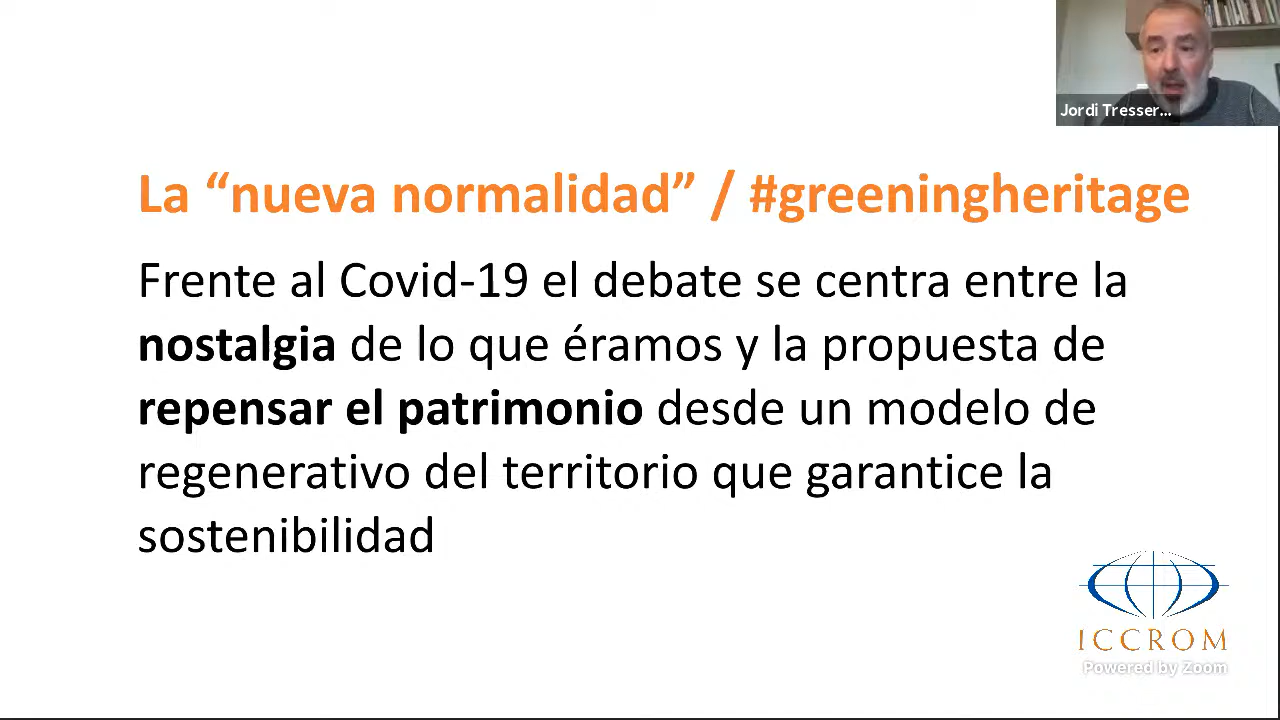 Jordi Tresser...
La “nueva normalidad” / #greeningheritage
Frente al Covid-19 el debate se centra entre la
nostalgia de lo que éramos y la propuesta de
repensar el patrimonio desde un modelo de
regenerativo del territorio que garantice la
sostenibilidad
ICCROM
Powered by Zoom